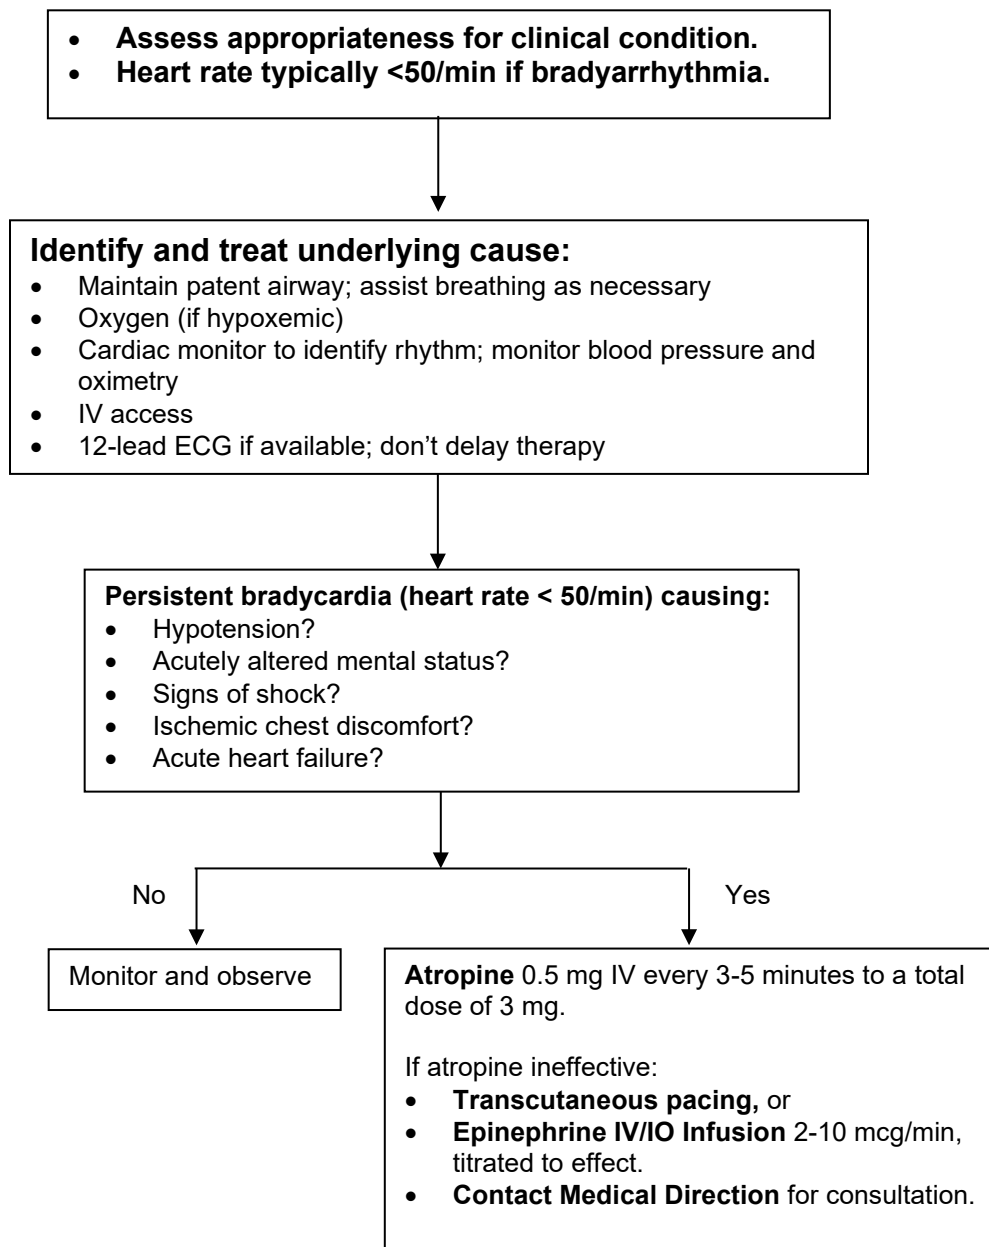 • Assess appropriateness for clinical condition.
• Heart rate typically <50/min if bradyarrhythmia.
Identify and treat underlying cause:
• Maintain patent airway; assist breathing as necessary
• Oxygen (if hypoxemic)
• Cardiac monitor to identify rhythm; monitor blood pressure and
oximetry
• IV access
• 12-lead ECG if available; don’t delay therapy
Persistent bradycardia (heart rate < 50/min) causing:
• Hypotension?
• Acutely altered mental status?
• Signs of shock?
• Ischemic chest discomfort?
• Acute heart failure?
No
Yes
Monitor and observe
Atropine 0.5 mg IV every 3-5 minutes to a total
dose of 3 mg.
If atropine ineffective:
• Transcutaneous pacing, or
• Epinephrine IV/IO Infusion 2-10 mcg/min,
titrated to effect.
• Contact Medical Direction for consultation.